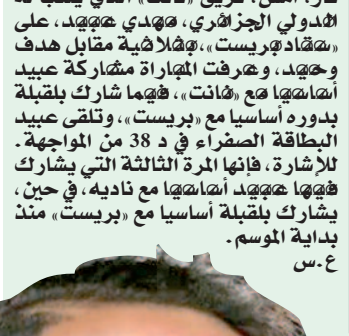 الدولي الجزائري، مهدي عبيد، على
«ستاد بريست»، بثلاثية مقابل هدف
وحيد، وعرفت المباراة مشاركة عبيد
أساسيا مع «نانت»، فيما شارك بلقبلة
بدوره أساسيا مع «بريست»، وتلقى عبيد
البطاقة الصفراء في د 38 من المواجهة.
للإشارة، فإنها المرة الثالثة التي يشارك
فيها عبيد أساسيا مع ناديه، في حين،
يشارك بلقبلة أساسيا مع «بريست» منذ
بداية الموسم.
ع.س